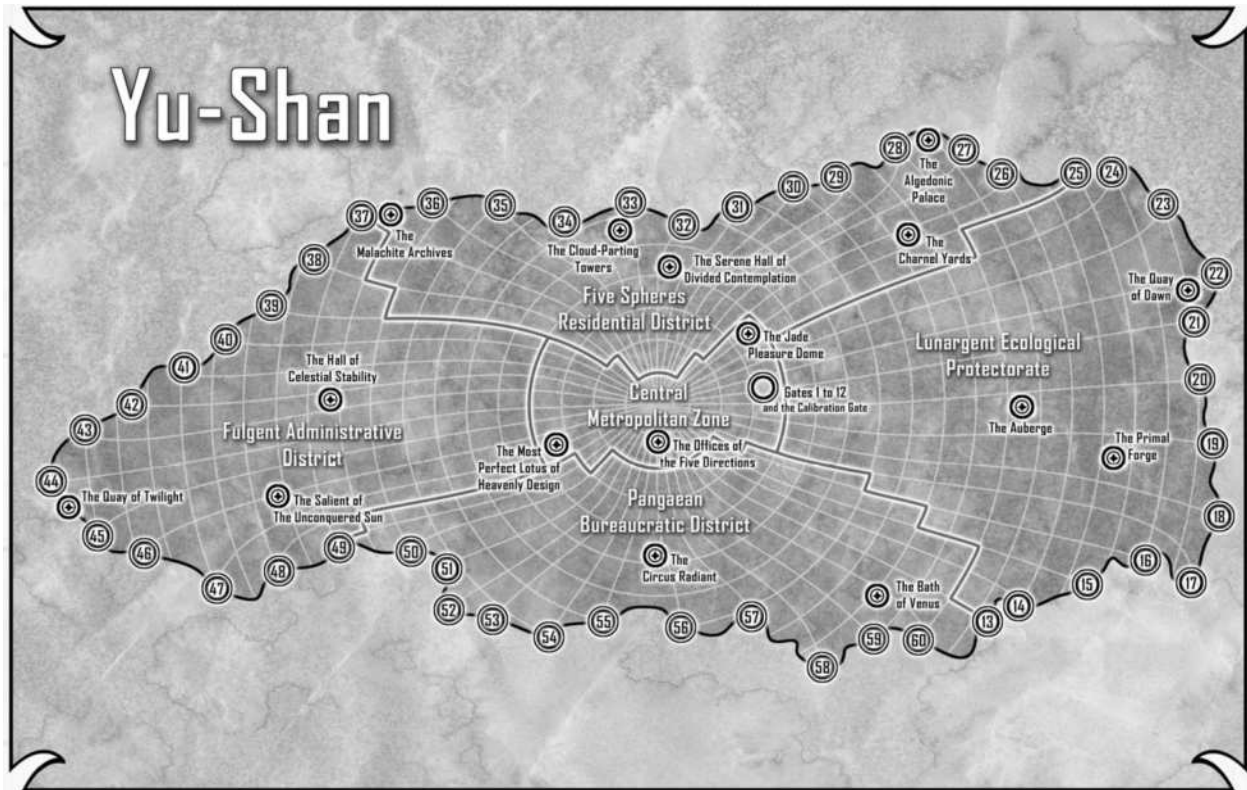 Yu-Shan
28
27
26
25
24
The
Algedonic
Palace
29
30
31
32
33
34
35
36
37
23
The
Malachite Archives
The Cloud-Parting
Towers
The
Charnel Yards
38
The Serene Hall of
Divided Contemplation
22
The Quay
of Dawn
39
Five Spheres
Residential District
21
40
The Jade
Pleasure Dome
Lunargent Ecological
Protectorate
41
The Hall of
Celestial Stability
20
42
Central
Metropolitan Zone
Gates 1 to 12
and the Calibration Gate
The Auberge
43
Fulgent Administrative
District
The Most
Perfect Lotus of
Heavenly Design
The Offices of
the Five Directions
The Primal
Forge
19
44
The Quay of Twilight
The Salient of
The Unconquered Sun
Pangaean
Bureaucratic District
18
45
46
47
48
49
50
51
52
53
54
55
56
57
58
59
60
The
Circus Radiant
The Bath
of Venus
13
14
15
16
17